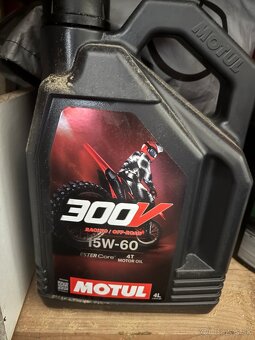 MOTUL
300V
RACING / OFF-ROAD
15W-60
ESTER Core® 4T
MOTOR OIL
MOTUL
4L